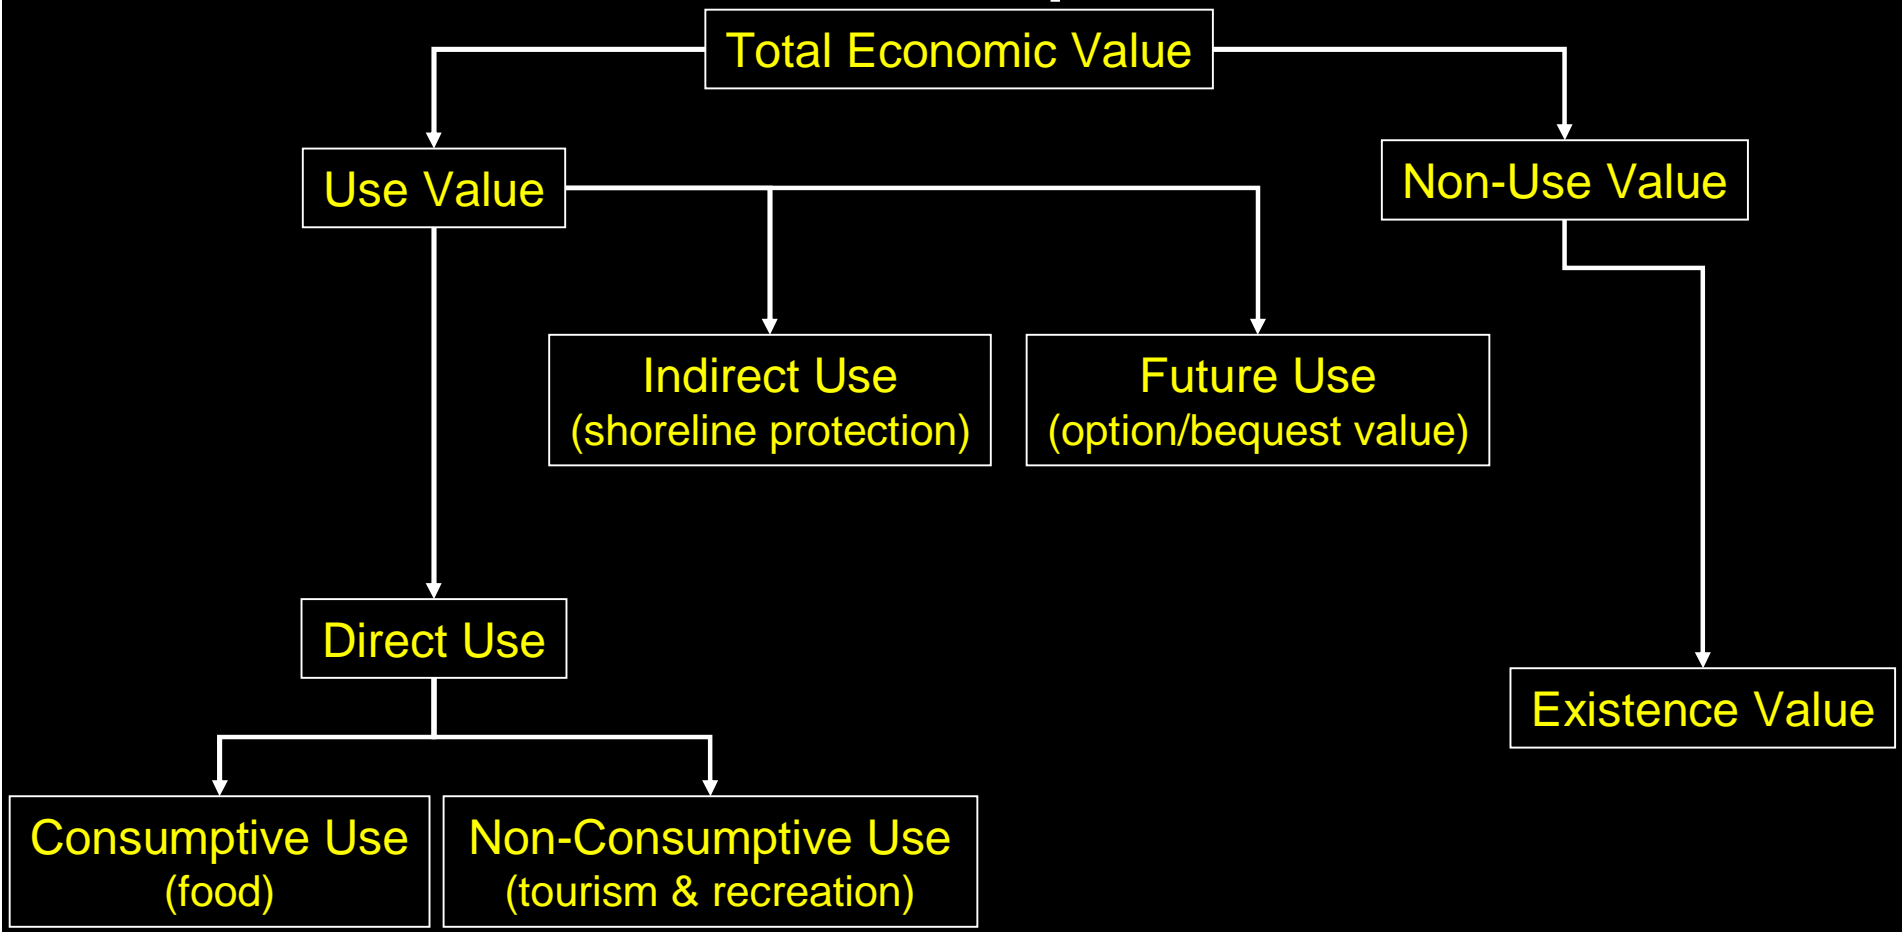 Total Economic Value
Use Value
Non-Use Value
Indirect Use
(shoreline protection)
Future Use
(option/bequest value)
Direct Use
Existence Value
Consumptive Use
(food)
Non-Consumptive Use
(tourism & recreation)